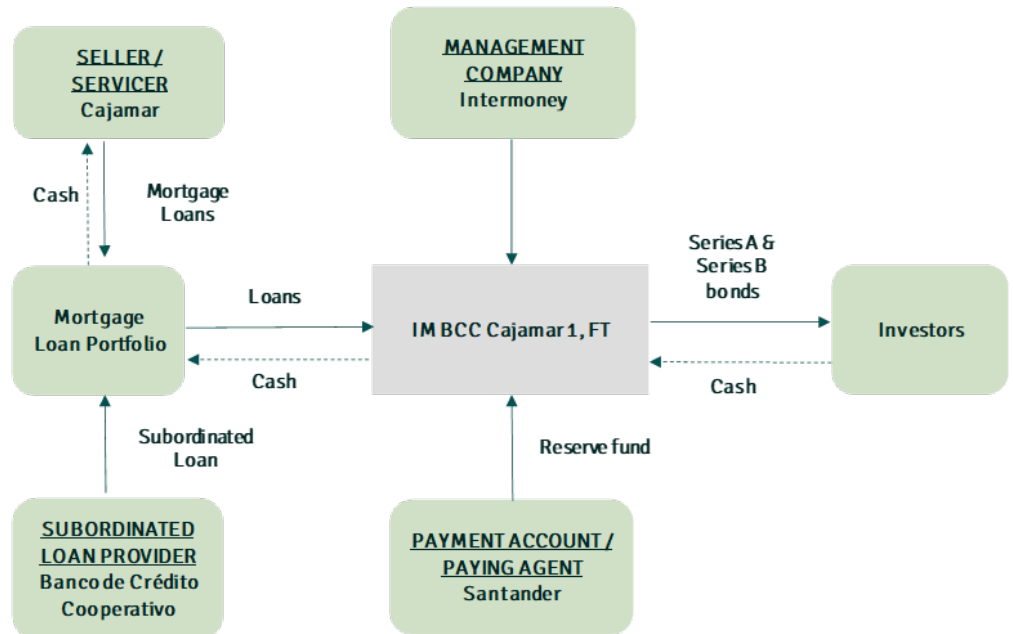 SELLER /
SERVICER
Cajamar
MANAGEMENT
COMPANY
Intermoney
Cash
Mortgage
Loans
Series A &
Series B
bonds
Mortgage
Loan Portfolio
Loans
Cash
IM BCC Cajamar 1, FT
Investors
Cash
Subordinated
Loan
Reserve fund
SUBORDINATED
LOAN PROVIDER
Banco de Crédito
Cooperativo
PAYMENT ACCOUNT /
PAYING AGENT
Santander